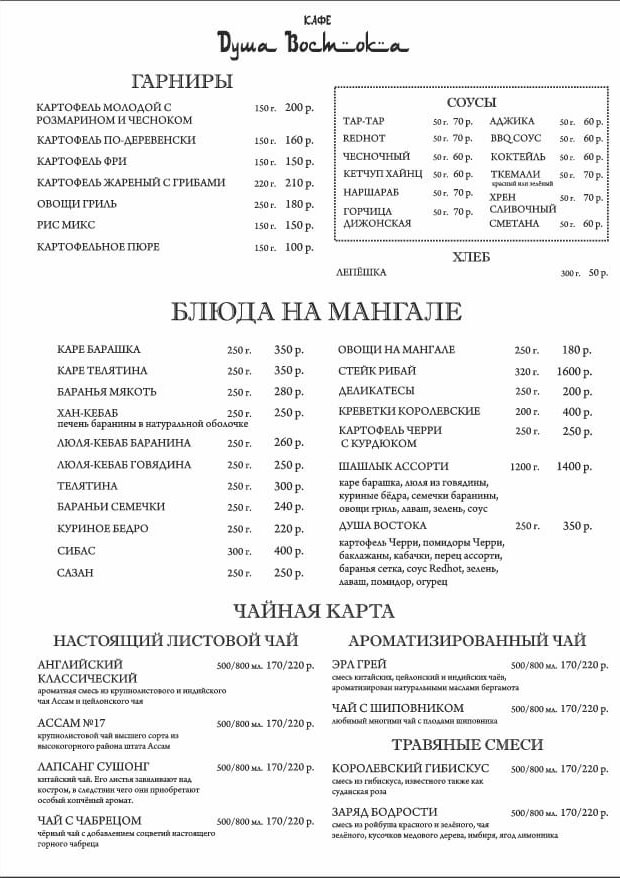 КАФЕ
Душа Востока
ГАРНИРЫ
КАРТОФЕЛЬ МОЛОДОЙ С 150 г. 200 р.
РОЗМАРИНОМ И ЧЕСНОКОМ
КАРТОФЕЛЬ ПО-ДЕРЕВЕНСКИ 150 г. 160 р.
КАРТОФЕЛЬ ФРИ 150 г. 150 р.
КАРТОФЕЛЬ ЖАРЕНЫЙ С ГРИБАМИ 220 г. 210 р.
ОВОЩИ ГРИЛЬ 250 г. 180 р.
РИС МИКС 150 г. 150 р.
КАРТОФЕЛЬНОЕ ПЮРЕ 150 г. 100 р.
СОУСЫ
ТАР-ТАР 50 г. 70 р.
REDHOT 50 г. 70 р.
ЧЕСНОЧНЫЙ 50 г. 60 р.
КЕТЧУП ХАЙНЦ 50 г. 60 р.
НАРШАРАБ 50 г. 70 р.
ГОРЧИЦА 50 г. 70 р.
ДИЖОНСКАЯ
АДЖИКА 50 г. 60 р.
BBQ СОУС 50 г. 60 р.
КОКТЕЙЛЬ 50 г. 60 р.
ТКЕМАЛИ 50 г. 70 р.
красный или зелёный
ХРЕН 50 г. 70 р.
СЛИВОЧНЫЙ
СМЕТАНА 50 г. 60 р.
ХЛЕБ
ЛЕПЁШКА 300 г. 50 р.
БЛЮДА НА МАНГАЛЕ
КАРЕ БАРАШКА 250 г. 350 р.
КАРЕ ТЕЛЯТИНА 250 г. 350 р.
БАРАНЬЯ МЯКОТЬ 250 г. 280 р.
ХАН-КЕБАБ 250 г. 250 р.
печень баранины в натуральной оболочке
ЛЮЛЯ-КЕБАБ БАРАНИНА 250 г. 260 р.
ЛЮЛЯ-КЕБАБ ГОВЯДИНА 250 г. 250 р.
ТЕЛЯТИНА 250 г. 300 р.
БАРАНЬИ СЕМЕЧКИ 250 г. 240 р.
КУРИНОЕ БЕДРО 250 г. 220 р.
СИБАС 300 г. 400 р.
САЗАН 250 г. 250 р.
ОВОЩИ НА МАНГАЛЕ 250 г. 180 р.
СТЕЙК РИБАЙ 320 г. 1600 р.
ДЕЛИКАТЕСЫ 250 г. 200 р.
КРЕВЕТКИ КОРОЛЕВСКИЕ 200 г. 400 р.
КАРТОФЕЛЬ ЧЕРРИ 250 г. 250 р.
С КУРДЮКОМ
ШАШЛЫК АССОРТИ 1200 г. 1400 р.
каре барашка, люля из говядины,
куриные бёдра, семечки баранины,
овощи гриль, лаваш, зелень, соус
ДУША ВОСТОКА 250 г. 350 р.
картофель Черри, помидоры Черри,
баклажаны, кабачки, перец ассорти,
баранья сетка, соус Redhot, зелень,
лаваш, помидор, огурец
ЧАЙНАЯ КАРТА
НАСТОЯЩИЙ ЛИСТОВОЙ ЧАЙ
АНГЛИЙСКИЙ 500/800 мл. 170/220 р.
КЛАССИЧЕСКИЙ
ароматная смесь из крупнолистового и индийского
чая Ассам и цейлонского чая
АССАМ №17 500/800 мл. 170/220 р.
крупнолистовой чай высшего сорта из
высокогорного района штата Ассам
ЛАПСАНГ СУШОНГ 500/800 мл. 170/220 р.
китайский чай. Его листья завяливают над
костром, в следствии чего они приобретают
особый копчёный аромат.
ЧАЙ С ЧАБРЕЦОМ 500/800 мл. 170/220 р.
чёрный чай с добавлением соцветий настоящего
горного чабреца
АРОМАТИЗИРОВАННЫЙ ЧАЙ
ЭРЛ ГРЕЙ 500/800 мл. 170/220 р.
смесь китайских, цейлонский и индийских чаёв,
ароматизирован натуральными маслами бергамота
ЧАЙ С ШИПОВНИКОМ 500/800 мл. 170/220 р.
любимый многими чай с плодами шиповника
ТРАВЯНЫЕ СМЕСИ
КОРОЛЕВСКИЙ ГИБИСКУС 500/800 мл. 170/220 р.
смесь из гибискуса, известного также как
суданская роза
ЗАРЯД БОДРОСТИ 500/800 мл. 170/220 р.
смесь из ройбуша красного и зелёного, чая
зелёного, кусочков медового дерева, имбиря, ягод лимонника